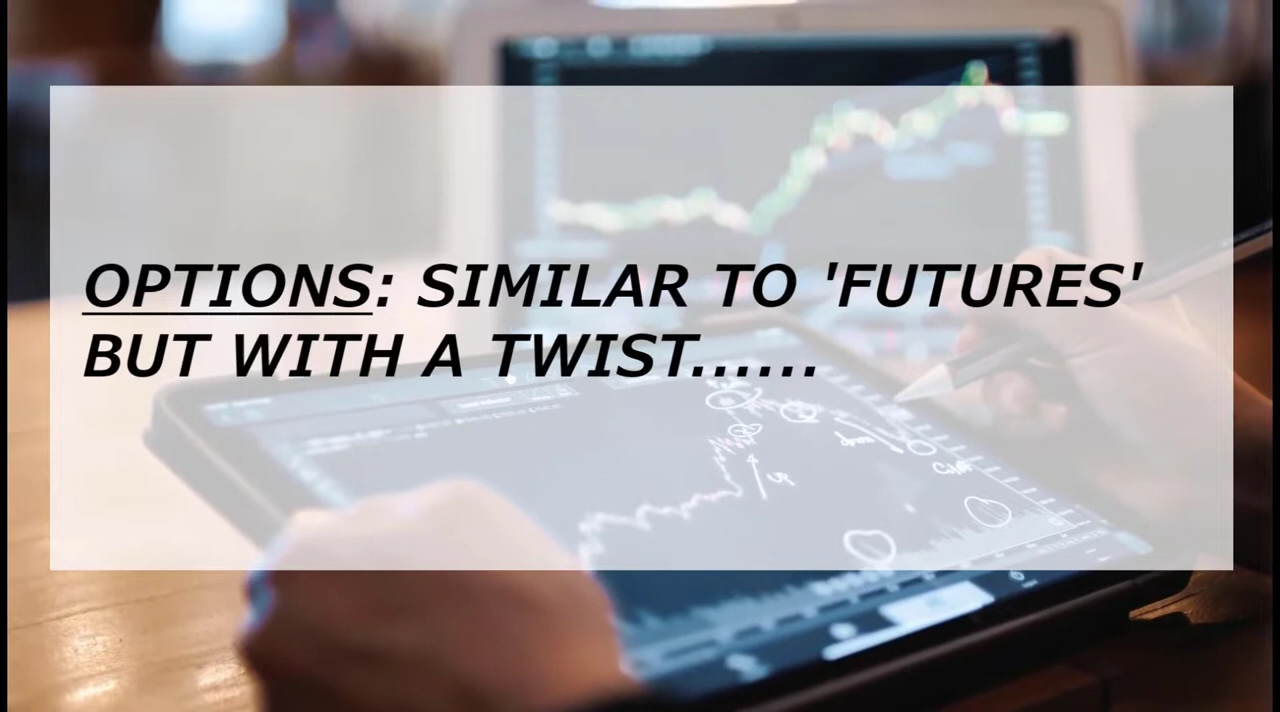 OPTIONS: SIMILAR TO 'FUTURES'
BUT WITH A TWIST......